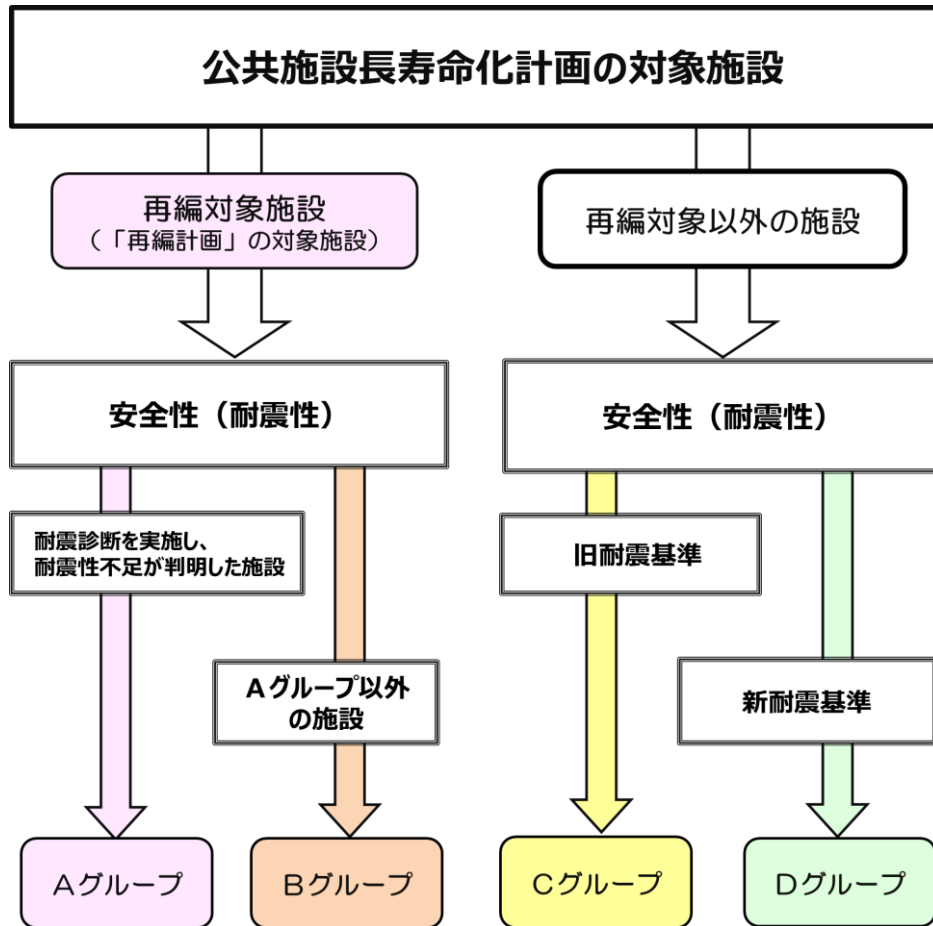 公共施設長寿命化計画の対象施設
再編対象施設
（「再編計画」の対象施設）
再編対象以外の施設
安全性（耐震性）
安全性（耐震性）
耐震診断を実施し、
耐震性不足が判明した施設
旧耐震基準
Aグループ以外
の施設
新耐震基準
Aグループ
Bグループ
Cグループ
Dグループ